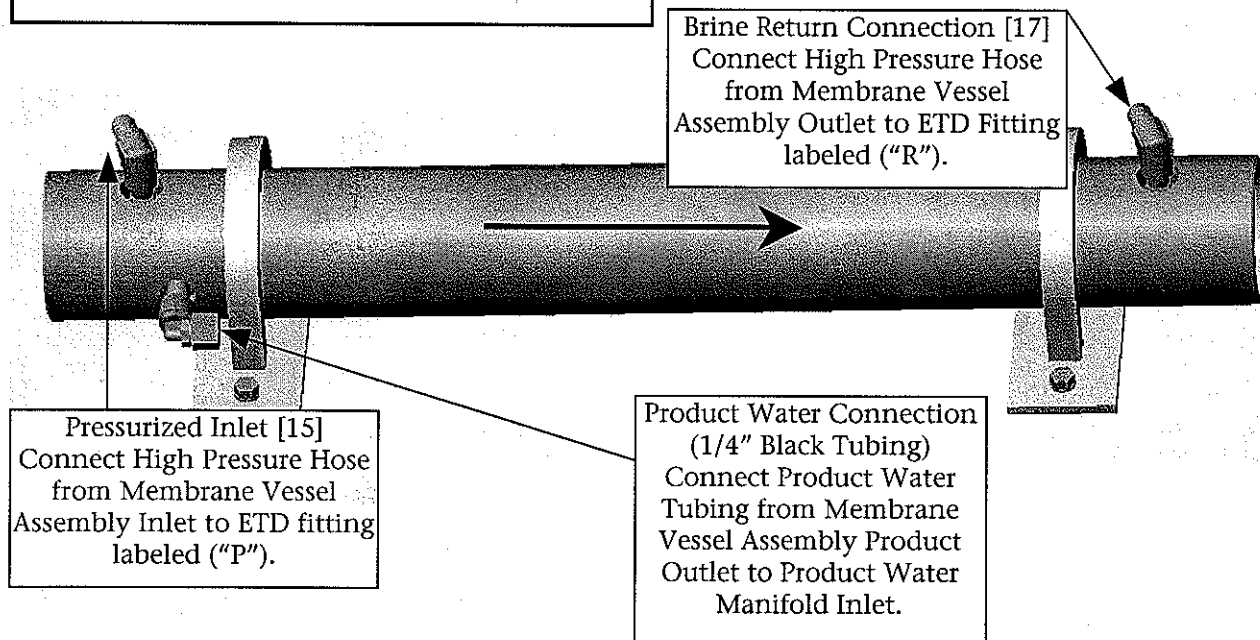 Brine Return Connection [17]
Connect High Pressure Hose
from Membrane Vessel
Assembly Outlet to ETD Fitting
labeled (“R”).
Pressurized Inlet [15]
Connect High Pressure Hose
from Membrane Vessel
Assembly Inlet to ETD fitting
labeled (“P”).
Product Water Connection
(1/4” Black Tubing)
Connect Product Water
Tubing from Membrane
Vessel Assembly Product
Outlet to Product Water
Manifold Inlet.